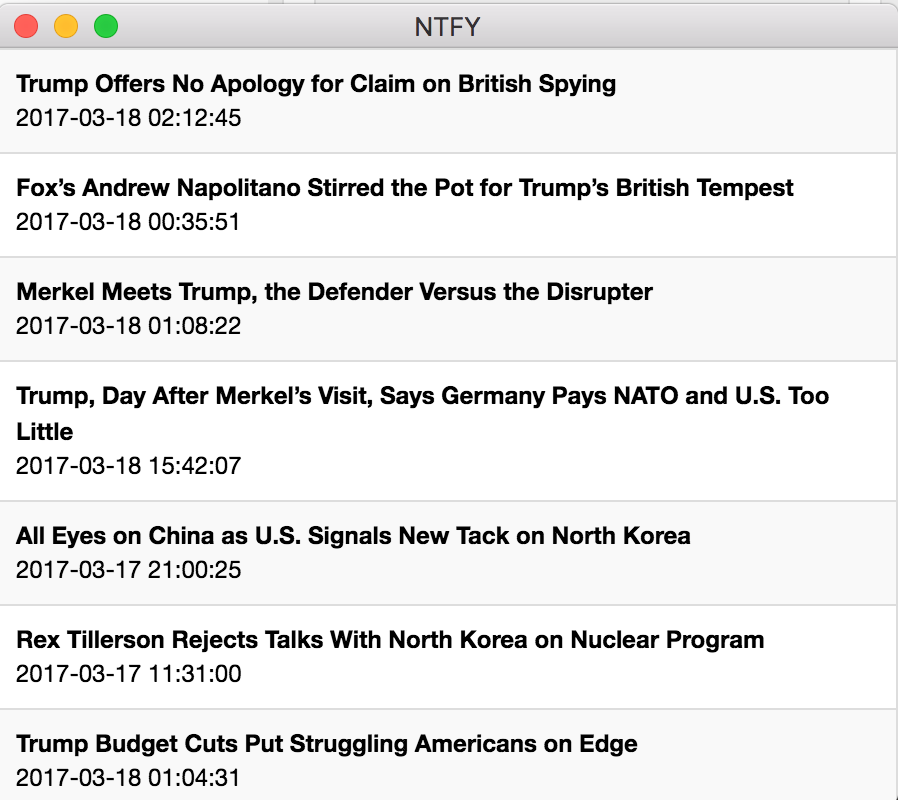 NTFY
Trump Offers No Apology for Claim on British Spying
2017-03-18 02:12:45
Fox’s Andrew Napolitano Stirred the Pot for Trump’s British Tempest
2017-03-18 00:35:51
Merkel Meets Trump, the Defender Versus the Disrupter
2017-03-18 01:08:22
Trump, Day After Merkel’s Visit, Says Germany Pays NATO and U.S. Too
Little
2017-03-18 15:42:07
All Eyes on China as U.S. Signals New Tack on North Korea
2017-03-17 21:00:25
Rex Tillerson Rejects Talks With North Korea on Nuclear Program
2017-03-17 11:31:00
Trump Budget Cuts Put Struggling Americans on Edge
2017-03-18 01:04:31